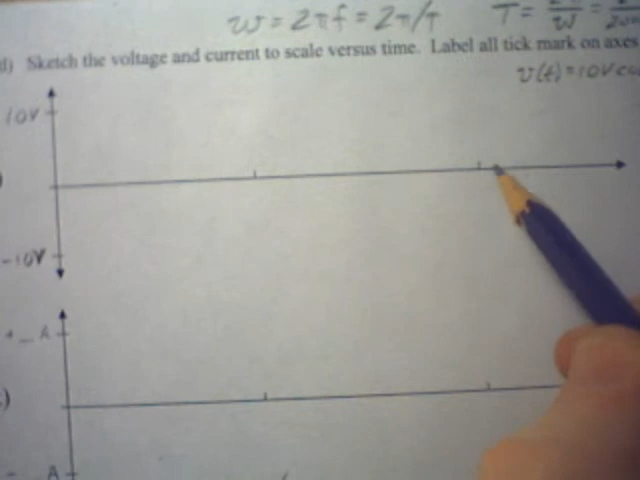 w = 2πf = 2π/T T = — =
d) Sketch the voltage and current to scale versus time. Label all tick mark on axes
v(t) = 10V
10V
-10V
+_ A
)
- A